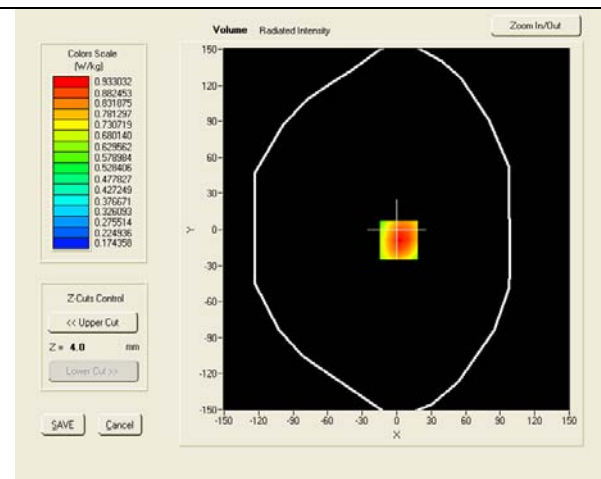 Volume Radiated Intensity
Zoom In/Out
Colors Scale
(W/kg)
0.933032
0.882453
0.831875
0.781297
0.730719
0.680140
0.629562
0.578984
0.528406
0.477827
0.427249
0.376671
0.326093
0.275514
0.224936
0.174358
150-
120-
90-
60-
30-
0-
-30-
-60-
-90-
-120-
-150-
Y
-150 -120 -90 -60 -30 0 30 60 90 120 150
X
Z-Cuts Control
<< Upper Cut
Z = 4.0 mm
Lower Cut >>
SAVE Cancel